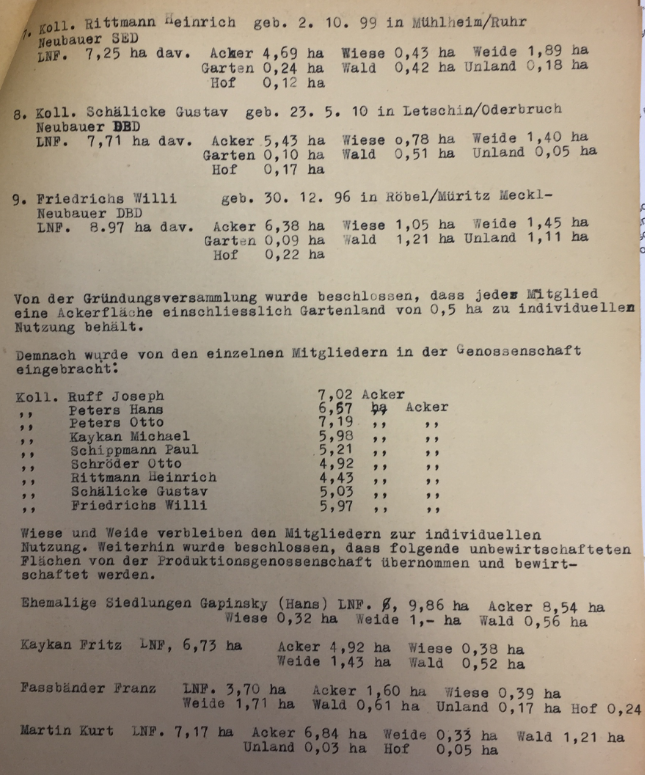 7. Koll. Rittmann Heinrich geb. 2. 10. 99 in Mühlheim/Ruhr
Neubauer SED
LNF. 7,25 ha dav. Acker 4,69 ha Wiese 0,43 ha Weide 1,89 ha
Garten 0,24 ha Wald 0,42 ha Unland 0,18 ha
Hof 0,12 ha
8. Koll. Schälicke Gustav geb. 23. 5. 10 in Letschin/Oderbruch
Neubauer DBD
LNF. 7,71 ha dav. Acker 5,43 ha Wiese o,78 ha Weide 1,40 ha
Garten 0,10 ha Wald 0,51 ha Unland 0,05 ha
Hof 0,17 ha
9. Friedrichs Willi geb. 30. 12. 96 in Röbel/Müritz Meckl-
Neubauer DBD
LNF. 8.97 ha dav. Acker 6,38 ha Wiese 1,05 ha Weide 1,45 ha
Garten 0,09 ha Wald 1,21 ha Unland 1,11 ha
Hof 0,22 ha
Von der Gründungsversammlung wurde beschlossen, dass jedes Mitglied
eine Ackerfläche einschliesslich Gartenland von 0,5 ha zu individuellen
Nutzung behält.
Demnach wurde von den einzelnen Mitgliedern in der Genossenschaft
eingebracht:
Koll. Ruff Joseph 7,02 Acker
,, Peters Hans 6,57 ha Acker
,, Peters Otto 7,19 ,, ,,
,, Kaykan Michael 5,98 ,, ,,
,, Schippmann Paul 5,21 ,, ,,
,, Schröder Otto 4,92 ,, ,,
,, Rittmann Heinrich 4,43 ,, ,,
,, Schälicke Gustav 5,03 ,, ,,
,, Friedrichs Willi 5,97 ,, ,,
Wiese und Weide verbleiben den Mitgliedern zur individuellen
Nutzung. Weiterhin wurde beschlossen, dass folgende unbewirtschafteten
Flächen von der Produktionsgenossenschaft übernommen und bewirt-
schaftet werden.
Ehemalige Siedlungen Gapinsky (Hans) LNF. 9,86 ha Acker 8,54 ha
Wiese 0,32 ha Weide 1,- ha Wald 0,56 ha
Kaykan Fritz LNF, 6,73 ha Acker 4,92 ha Wiese 0,38 ha
Weide 1,43 ha Wald 0,52 ha
Fassbänder Franz LNF. 3,70 ha Acker 1,60 ha Wiese 0,39 ha
Weide 1,71 ha Wald 0,61 ha Unland 0,17 ha Hof 0,24
Martin Kurt LNF. 7,17 ha Acker 6,84 ha Weide 0,33 ha Wald 1,21 ha
Unland 0,03 ha Hof 0,05 ha